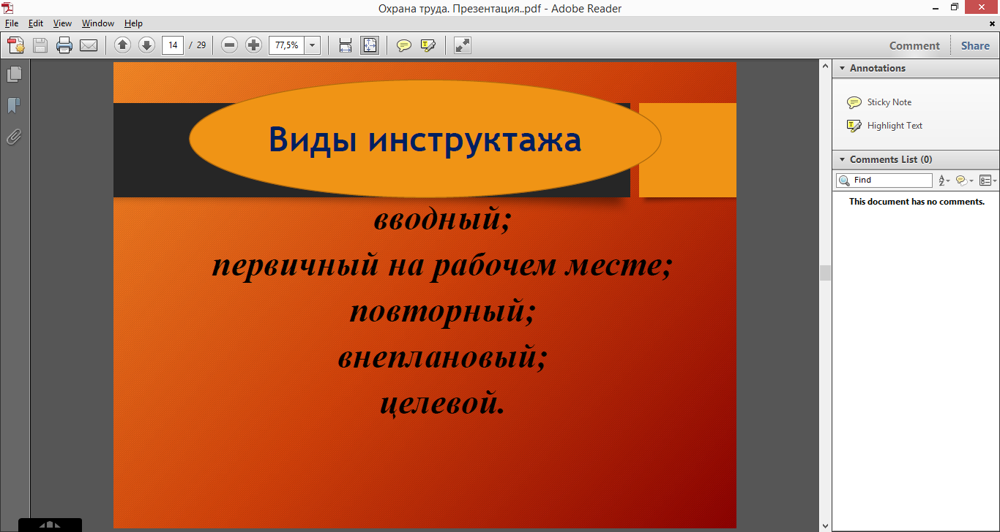 Охрана труда. Презентация..pdf - Adobe Reader
File Edit View Window Help
14 / 29 77,5% Comment Share
Виды инструктажа
вводный;
первичный на рабочем месте;
повторный;
внеплановый;
целевой.
Annotations
Sticky Note
Highlight Text
Comments List (0)
Find
This document has no comments.